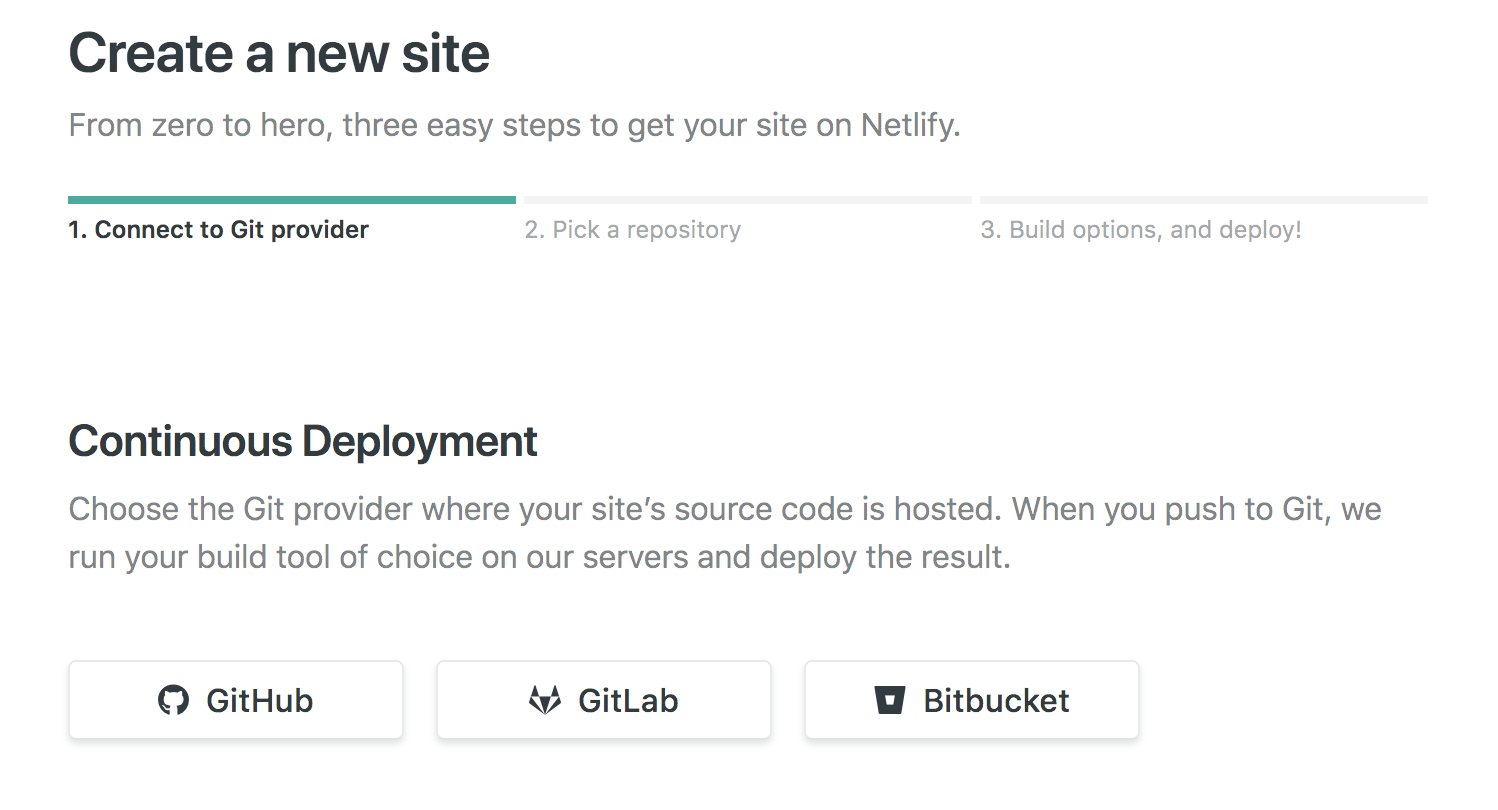 Create a new site
From zero to hero, three easy steps to get your site on Netlify.
1. Connect to Git provider
2. Pick a repository
3. Build options, and deploy!
Continuous Deployment
Choose the Git provider where your site’s source code is hosted. When you push to Git, we
run your build tool of choice on our servers and deploy the result.
GitHub
GitLab
Bitbucket